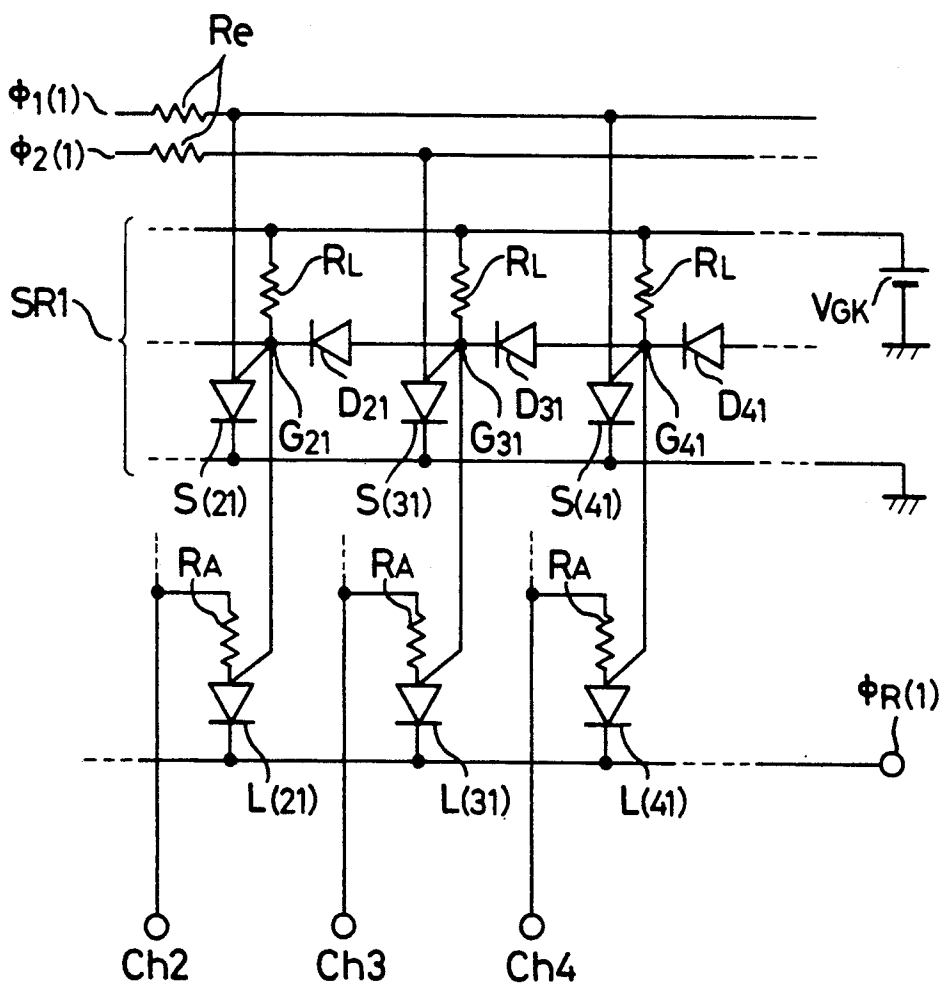 Re
ϕ1(1)
ϕ2(1)
SR1
RL RL RL
VGK
D21 D31 D41
G21 G31 G41
S(21) S(31) S(41)
RA RA RA
ϕR(1)
L(21) L(31) L(41)
Ch2 Ch3 Ch4